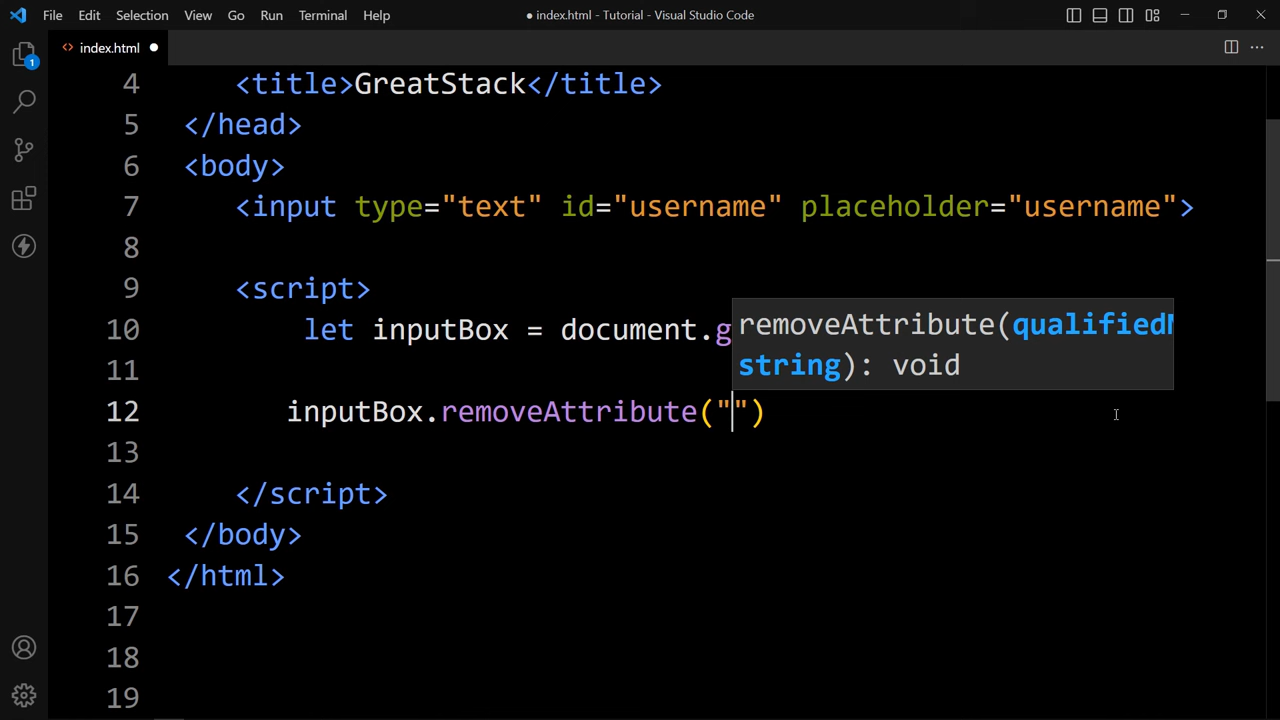 File Edit Selection View Go Run Terminal Help ● index.html - Tutorial - Visual Studio Code
<> index.html ●
1
4 <title>GreatStack</title>
5 </head>
6 <body>
7 <input type="text" id="username" placeholder="username">
8
9 <script>
10 let inputBox = document.g
removeAttribute(qualifiedN
string): void
11
12 inputBox.removeAttribute("")
13
14 </script>
15 </body>
16 </html>
17
18
19